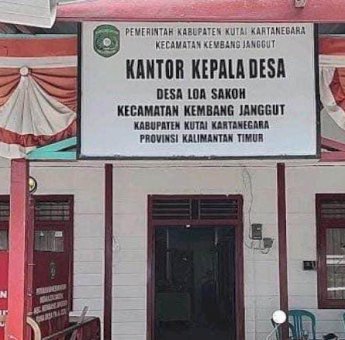 PEMERINTAH KABUPATEN KUTAI KARTANEGARA
KECAMATAN KEMBANG JANGGUT
KANTOR KEPALA DESA
DESA LOA SAKOH
KECAMATAN KEMBANG JANGGUT
KABUPATEN KUTAI KARTANEGARA
PROVINSI KALIMANTAN TIMUR